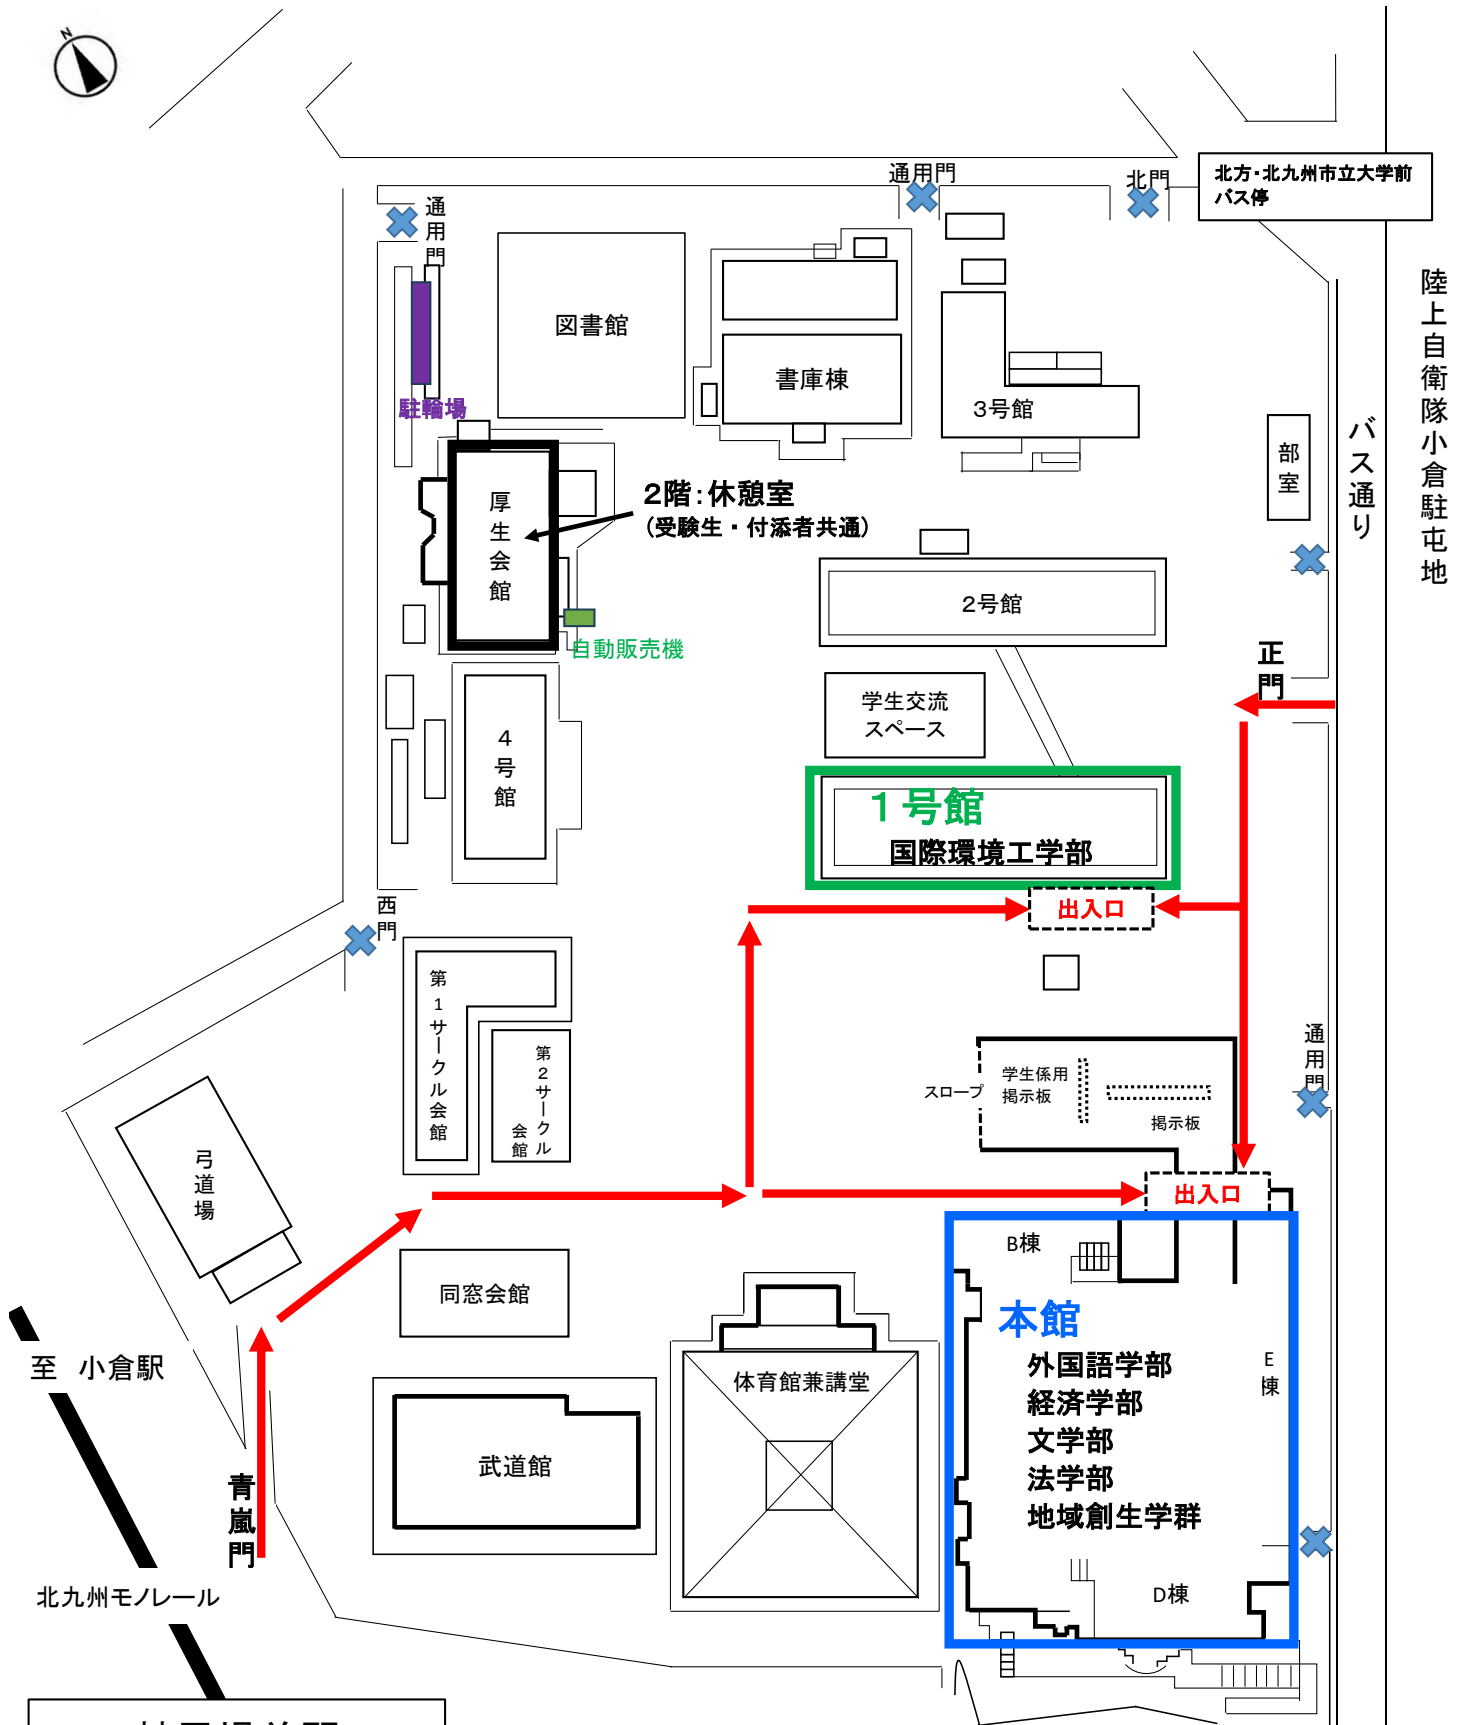 N
通用門
北門
北方・北九州市立大学前
バス停
通用門
図書館
書庫棟
3号館
駐輪場
部室
バス通り
陸上自衛隊小倉駐屯地
厚生会館
2階:休憩室
(受験生・付添者共通)
自動販売機
2号館
正門
学生交流
スペース
4号館
1号館
国際環境工学部
出入口
西門
第1サークル会館
第2サークル
会館
スロープ
学生係用
掲示板
掲示板
通用門
弓道場
出入口
B棟
同窓会館
本館
外国語学部
経済学部
文学部
法学部
地域創生学群
E棟
D棟
至 小倉駅
体育館兼講堂
武道館
青嵐門
北九州モノレール